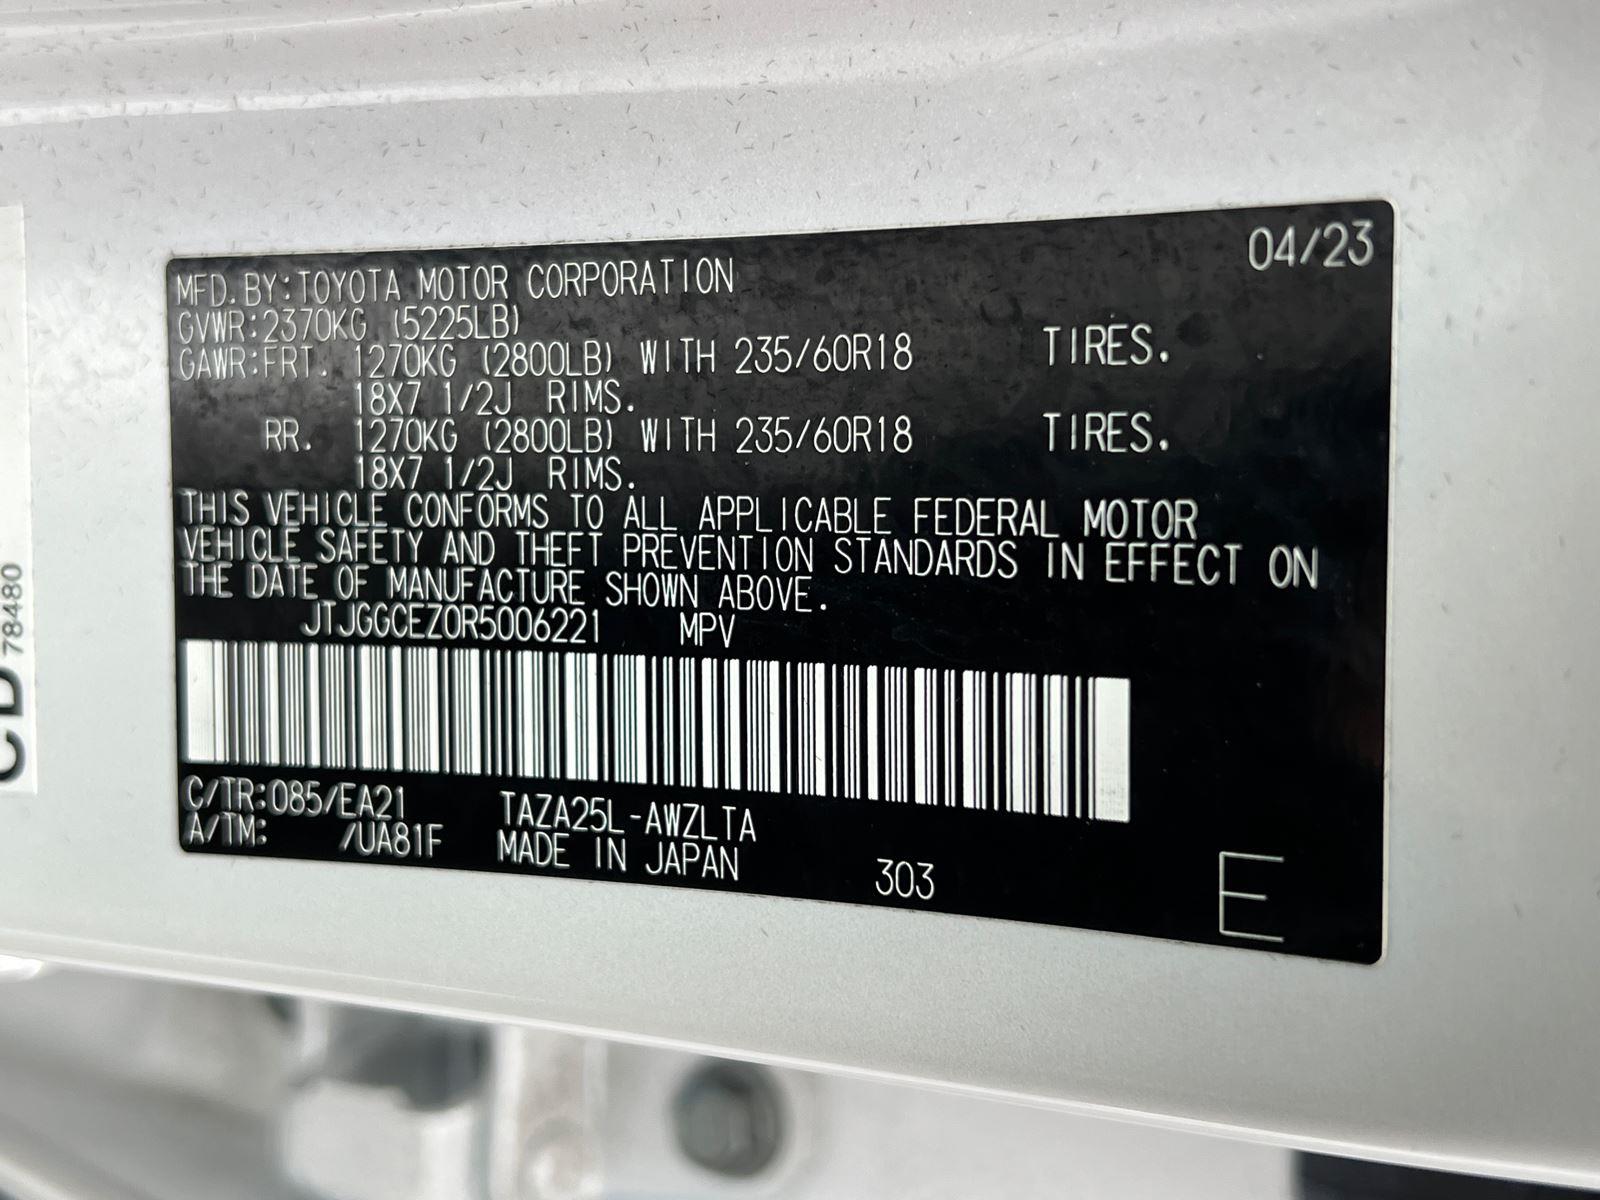 04/23
MFD. BY:TOYOTA MOTOR CORPORATION
GVWR:2370KG (5225LB)
GAWR:FRT. 1270KG (2800LB) WITH 235/60R18 TIRES.
18X7 1/2J RIMS.
RR. 1270KG (2800LB) WITH 235/60R18 TIRES.
18X7 1/2J RIMS.
THIS VEHICLE CONFORMS TO ALL APPLICABLE FEDERAL MOTOR
VEHICLE SAFETY AND THEFT PREVENTION STANDARDS IN EFFECT ON
THE DATE OF MANUFACTURE SHOWN ABOVE.
JTJGGCEZ0R5006221 MPV
C/TR:085/EA21 TAZA25L-AWZLTA
A/TM: /UA81F MADE IN JAPAN 303
E
78480